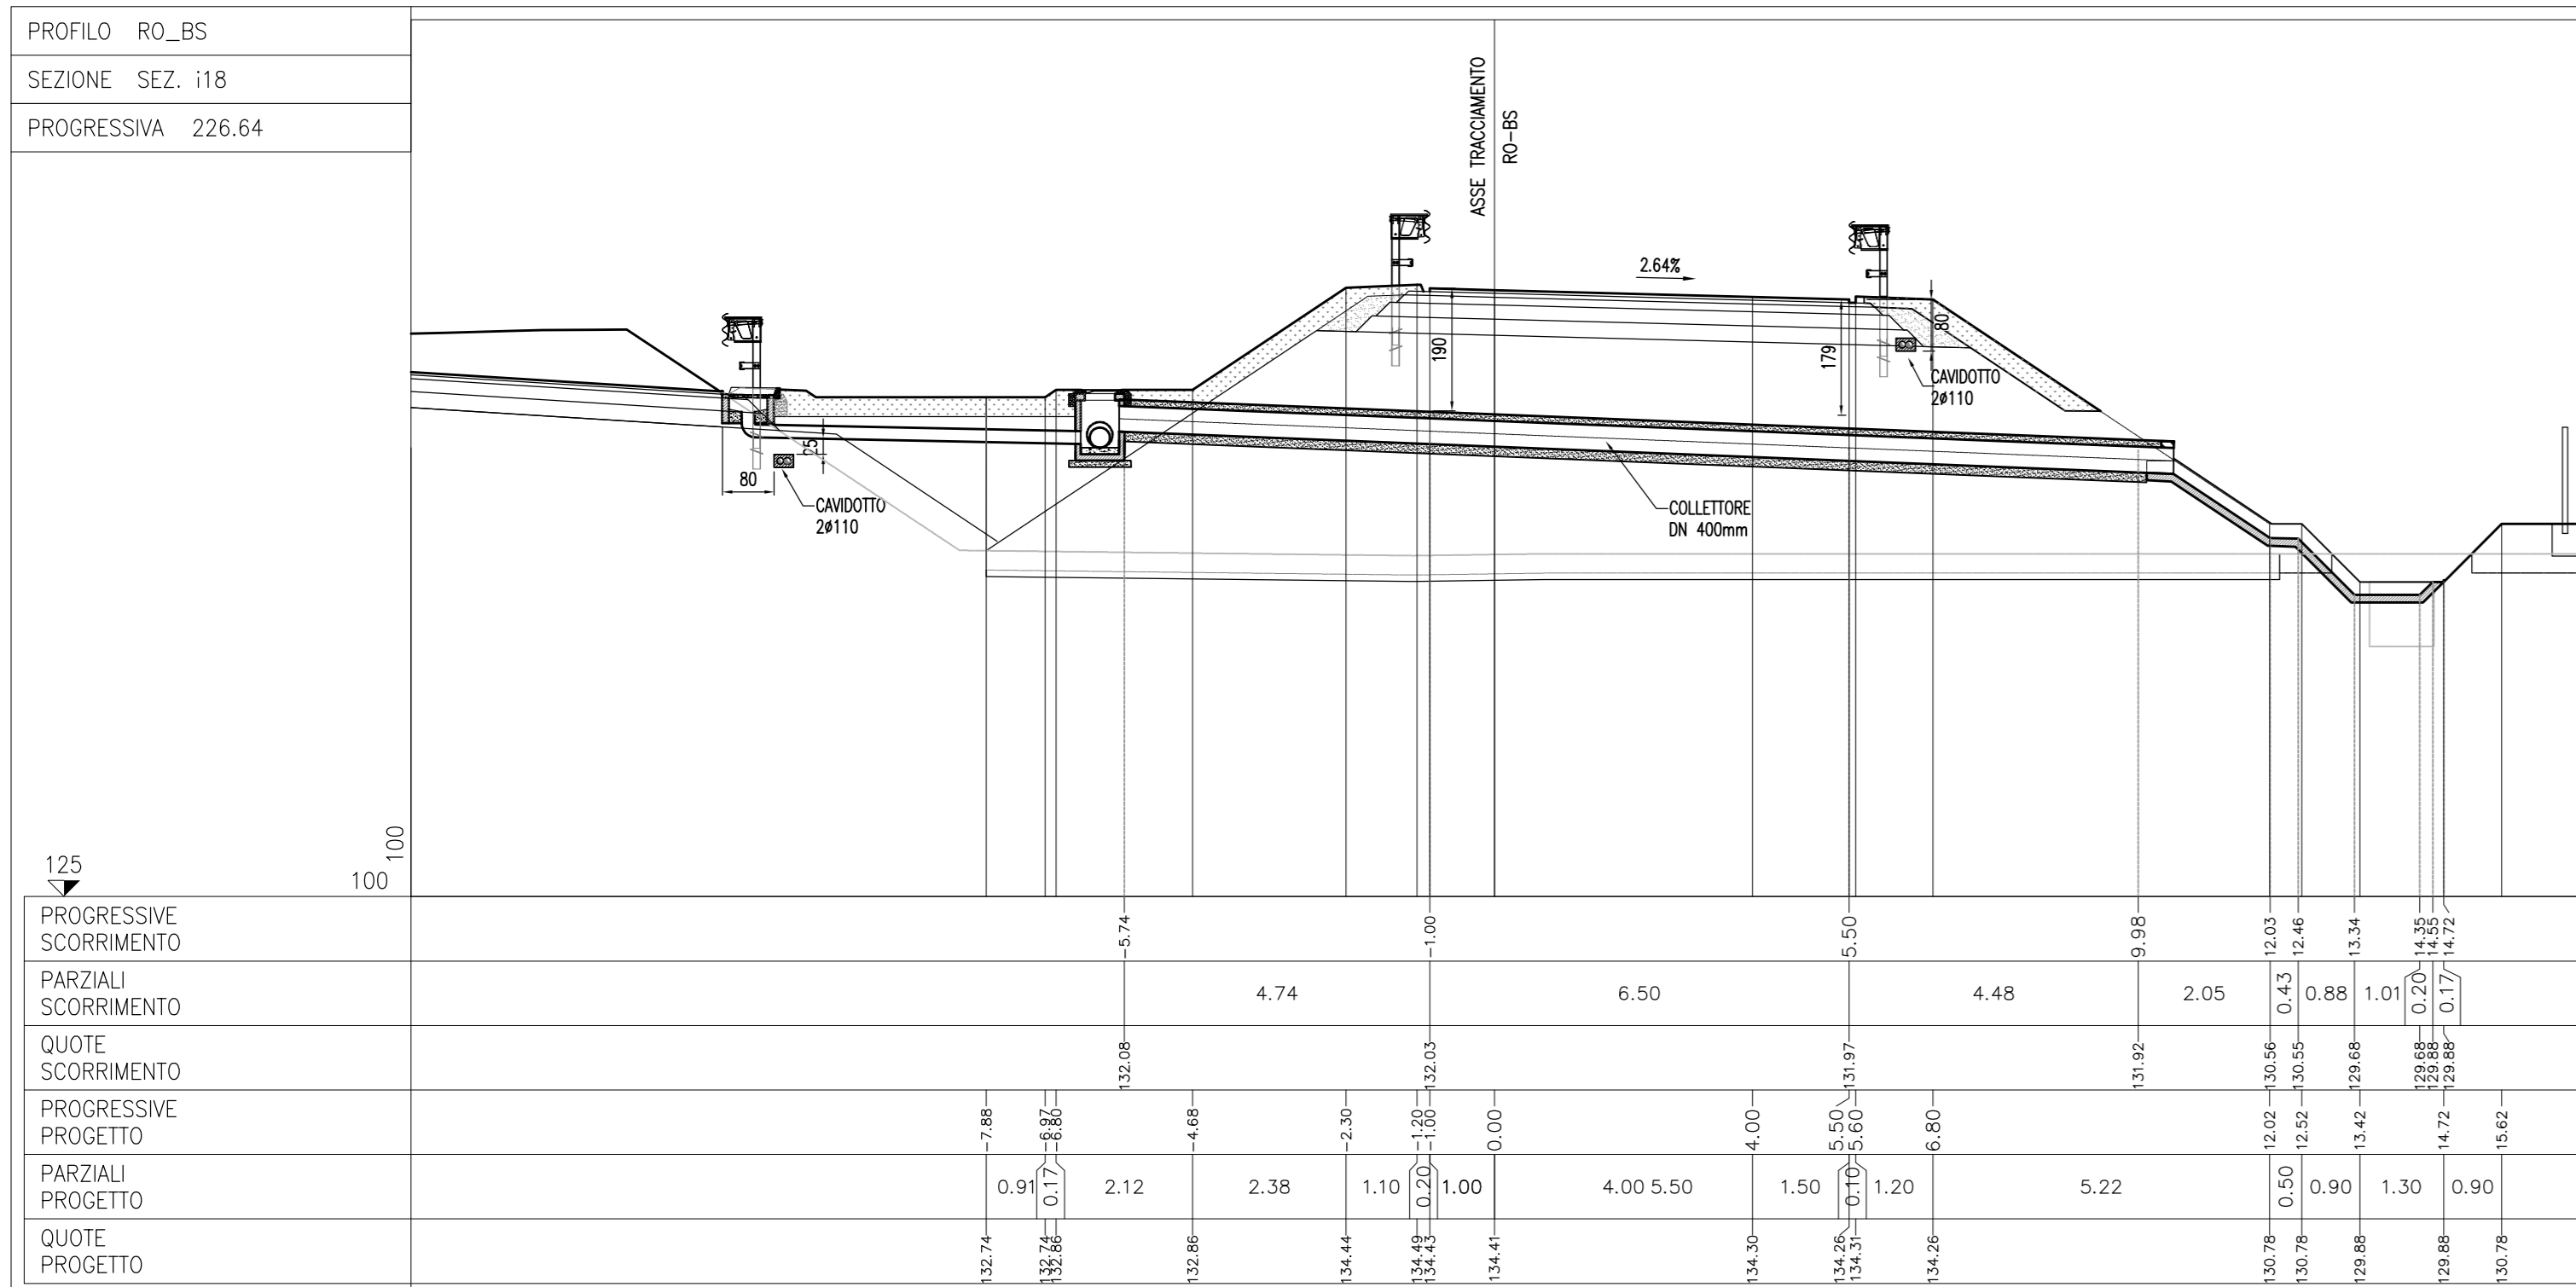 PROFILO RO_BS
SEZIONE SEZ. i18
PROGRESSIVA 226.64
ASSE TRACCIAMENTO
RO-BS
2.64%
190
179
80
CAVIDOTTO
2ø110
25
80
CAVIDOTTO
2ø110
COLLETTORE
DN 400mm
125
100
100
PROGRESSIVE
SCORRIMENTO
-5.74 -1.00 5.50 9.98 12.03 12.46 13.34 14.35 14.55 14.72
PARZIALI
SCORRIMENTO
4.74 6.50 4.48 2.05 0.43 0.88 1.01 0.20 0.17
QUOTE
SCORRIMENTO
132.08 132.03 131.97 131.92 130.56 130.55 129.68 129.68 129.88 129.88
PROGRESSIVE
PROGETTO
-7.88 -6.97 -6.80 -4.68 -2.30 -1.20 -1.00 0.00 4.00 5.50 5.60 6.80 12.02 12.52 13.42 14.72 15.62
PARZIALI
PROGETTO
0.91 0.17 2.12 2.38 1.10 0.20 1.00 4.00 5.50 1.50 0.10 1.20 5.22 0.50 0.90 1.30 0.90
QUOTE
PROGETTO
132.74 132.74 132.86 132.86 134.44 134.49 134.43 134.41 134.30 134.26 134.31 134.26 130.78 130.78 129.88 129.88 130.78